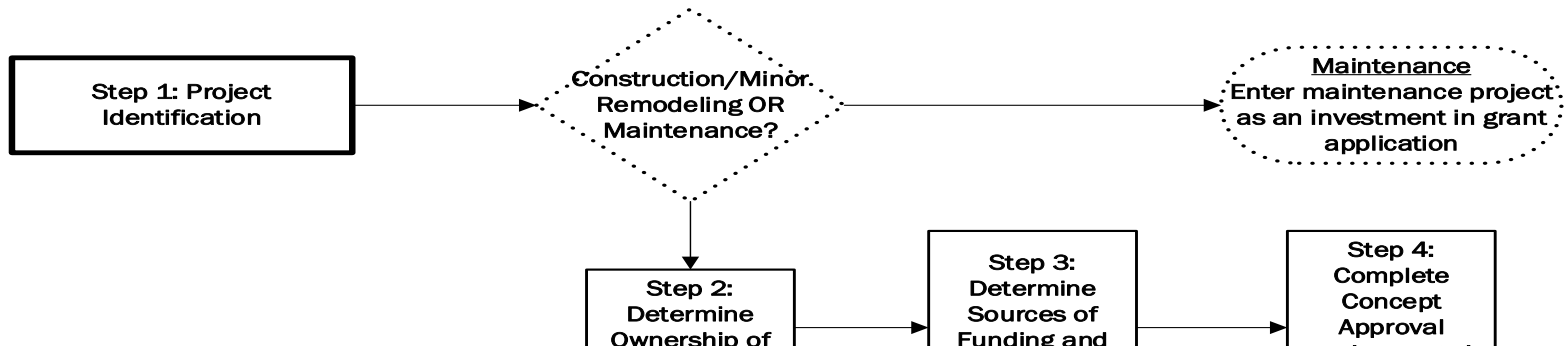 Step 1: Project
Identification
Construction/Minor
Remodeling OR
Maintenance?
Maintenance
Enter maintenance project
as an investment in grant
application
Step 2:
Determine
Ownership of
Step 3:
Determine
Sources of
Funding and
Step 4:
Complete
Concept
Approval